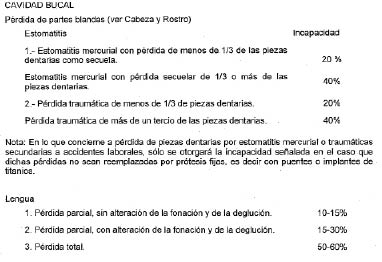 CAVIDAD BUCAL
Pérdida de partes blandas (ver Cabeza y Rostro)
Estomatitis Incapacidad
1.- Estomatitis mercurial con pérdida de menos de 1/3 de las piezas
dentarias como secuela. 20 %
Estomatitis mercurial con pérdida secuelar de 1/3 o más de las
piezas dentarias. 40%
2.- Pérdida traumática de menos de 1/3 de piezas dentarias. 20%
Pérdida traumática de más de un tercio de las piezas dentarias. 40%
Nota: En lo que concierne a pérdida de piezas dentarias por estomatitis mercurial o traumáticas
secundarias a accidentes laborales, sólo se otorgará la incapacidad señalada en el caso que
dichas pérdidas no sean reemplazadas por prótesis fijas, es decir con puentes o implantes de
titanios.
Lengua
1. Pérdida parcial, sin alteración de la fonación y de la deglución. 10-15%
2. Pérdida parcial, con alteración de la fonación y de la deglución. 15-30%
3. Pérdida total. 50-60%